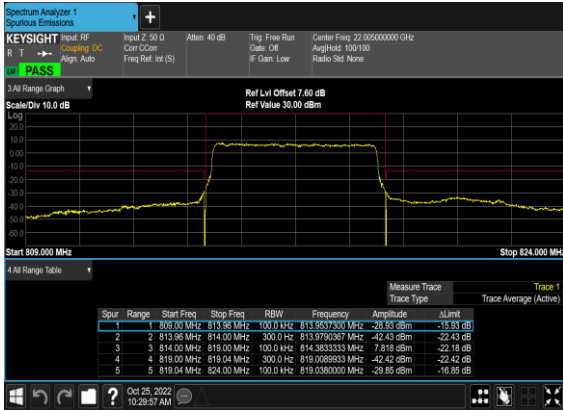 Spectrum Analyzer 1
Spurious Emissions
KEYSIGHT Input: RF Input Z: 50 Ω Atten: 40 dB Trig: Free Run Center Freq: 22.005000000 GHz
R T Coupling: DC Corr CCorr Gate: Off Avg|Hold: 100/100
Align: Auto Freq Ref: Int (S) IF Gain: Low Radio Std: None
PASS
3 All Range Graph
Ref Lvl Offset 7.60 dB
Scale/Div 10.0 dB Ref Value 30.00 dBm
Log
20.0
10.0
0.00
-10.0
-20.0
-30.0
-40.0
-50.0
-60.0
Start 809.000 MHz Stop 824.000 MHz
4 All Range Table
Measure Trace Trace 1
Trace Type Trace Average (Active)
Spur Range Start Freq Stop Freq RBW Frequency Amplitude ΔLimit
1 1 809.00 MHz 813.96 MHz 100.0 kHz 813.9537300 MHz -28.93 dBm -15.93 dB
2 2 813.96 MHz 814.00 MHz 300.0 Hz 813.9790367 MHz -42.43 dBm -22.43 dB
3 3 814.00 MHz 819.00 MHz 100.0 kHz 814.3833333 MHz 7.818 dBm -22.18 dB
4 4 819.00 MHz 819.04 MHz 300.0 Hz 819.0089933 MHz -42.42 dBm -22.42 dB
5 5 819.04 MHz 824.00 MHz 100.0 kHz 819.0380000 MHz -29.85 dBm -16.85 dB
? Oct 25, 2022
10:29:57 AM